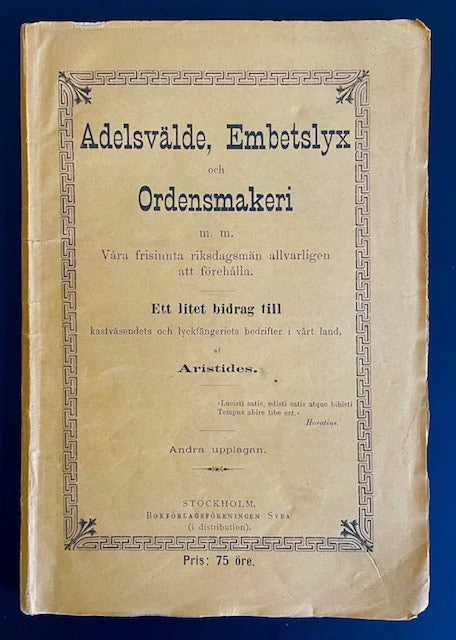 Adelsvälde, Embetslyx
och
Ordensmakeri
m. m.
Våra frisinnta riksdagsmän allvarligen
att förehålla.
Ett litet bidrag till
kastväsendets och lyckfängeriets bedrifter i vårt land,
af
Aristides.
»Lucisti satis, edisti satis atque bibisti
Tempus abire tibe est.»
Horatius.
Andra upplagan.
STOCKHOLM.
BOKFÖRLAGSFÖRENINGEN SVEA
(i distribution).
Pris: 75 öre.